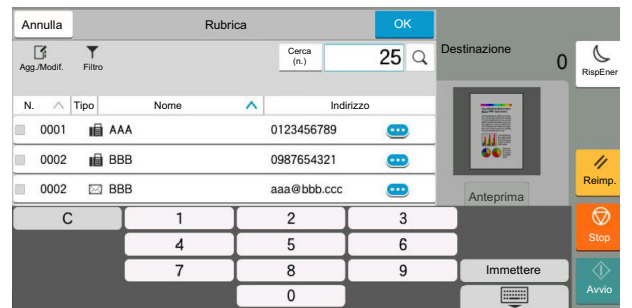 Annulla Rubrica OK
Agg./Modif. Filtro Cerca (n.) 25 Destinazione 0 RispEner
N. Tipo Nome Indirizzo
0001 AAA 0123456789
0002 BBB 0987654321
0002 BBB aaa@bbb.ccc
Anteprima Reimp.
C 1 2 3
4 5 6 Stop
7 8 9 Immettere
0 Avvio